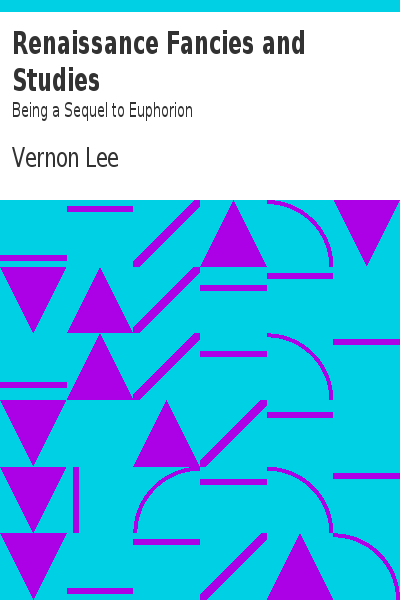 Renaissance Fancies and
Studies
Being a Sequel to Euphorion
Vernon Lee